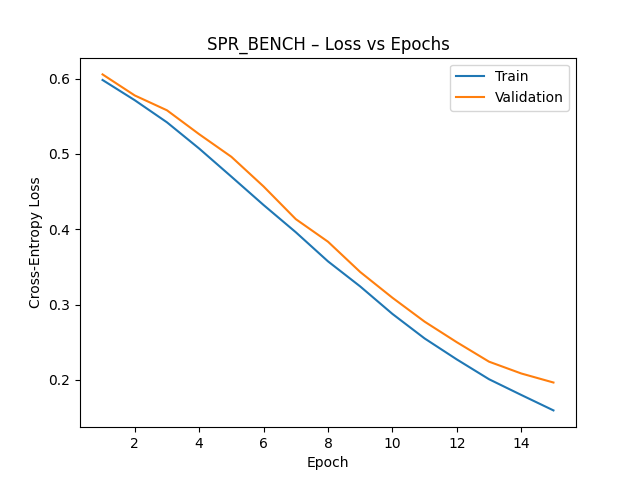 SPR_BENCH – Loss vs Epochs
Train
Validation
Cross-Entropy Loss
0.6
0.5
0.4
0.3
0.2
2 4 6 8 10 12 14
Epoch